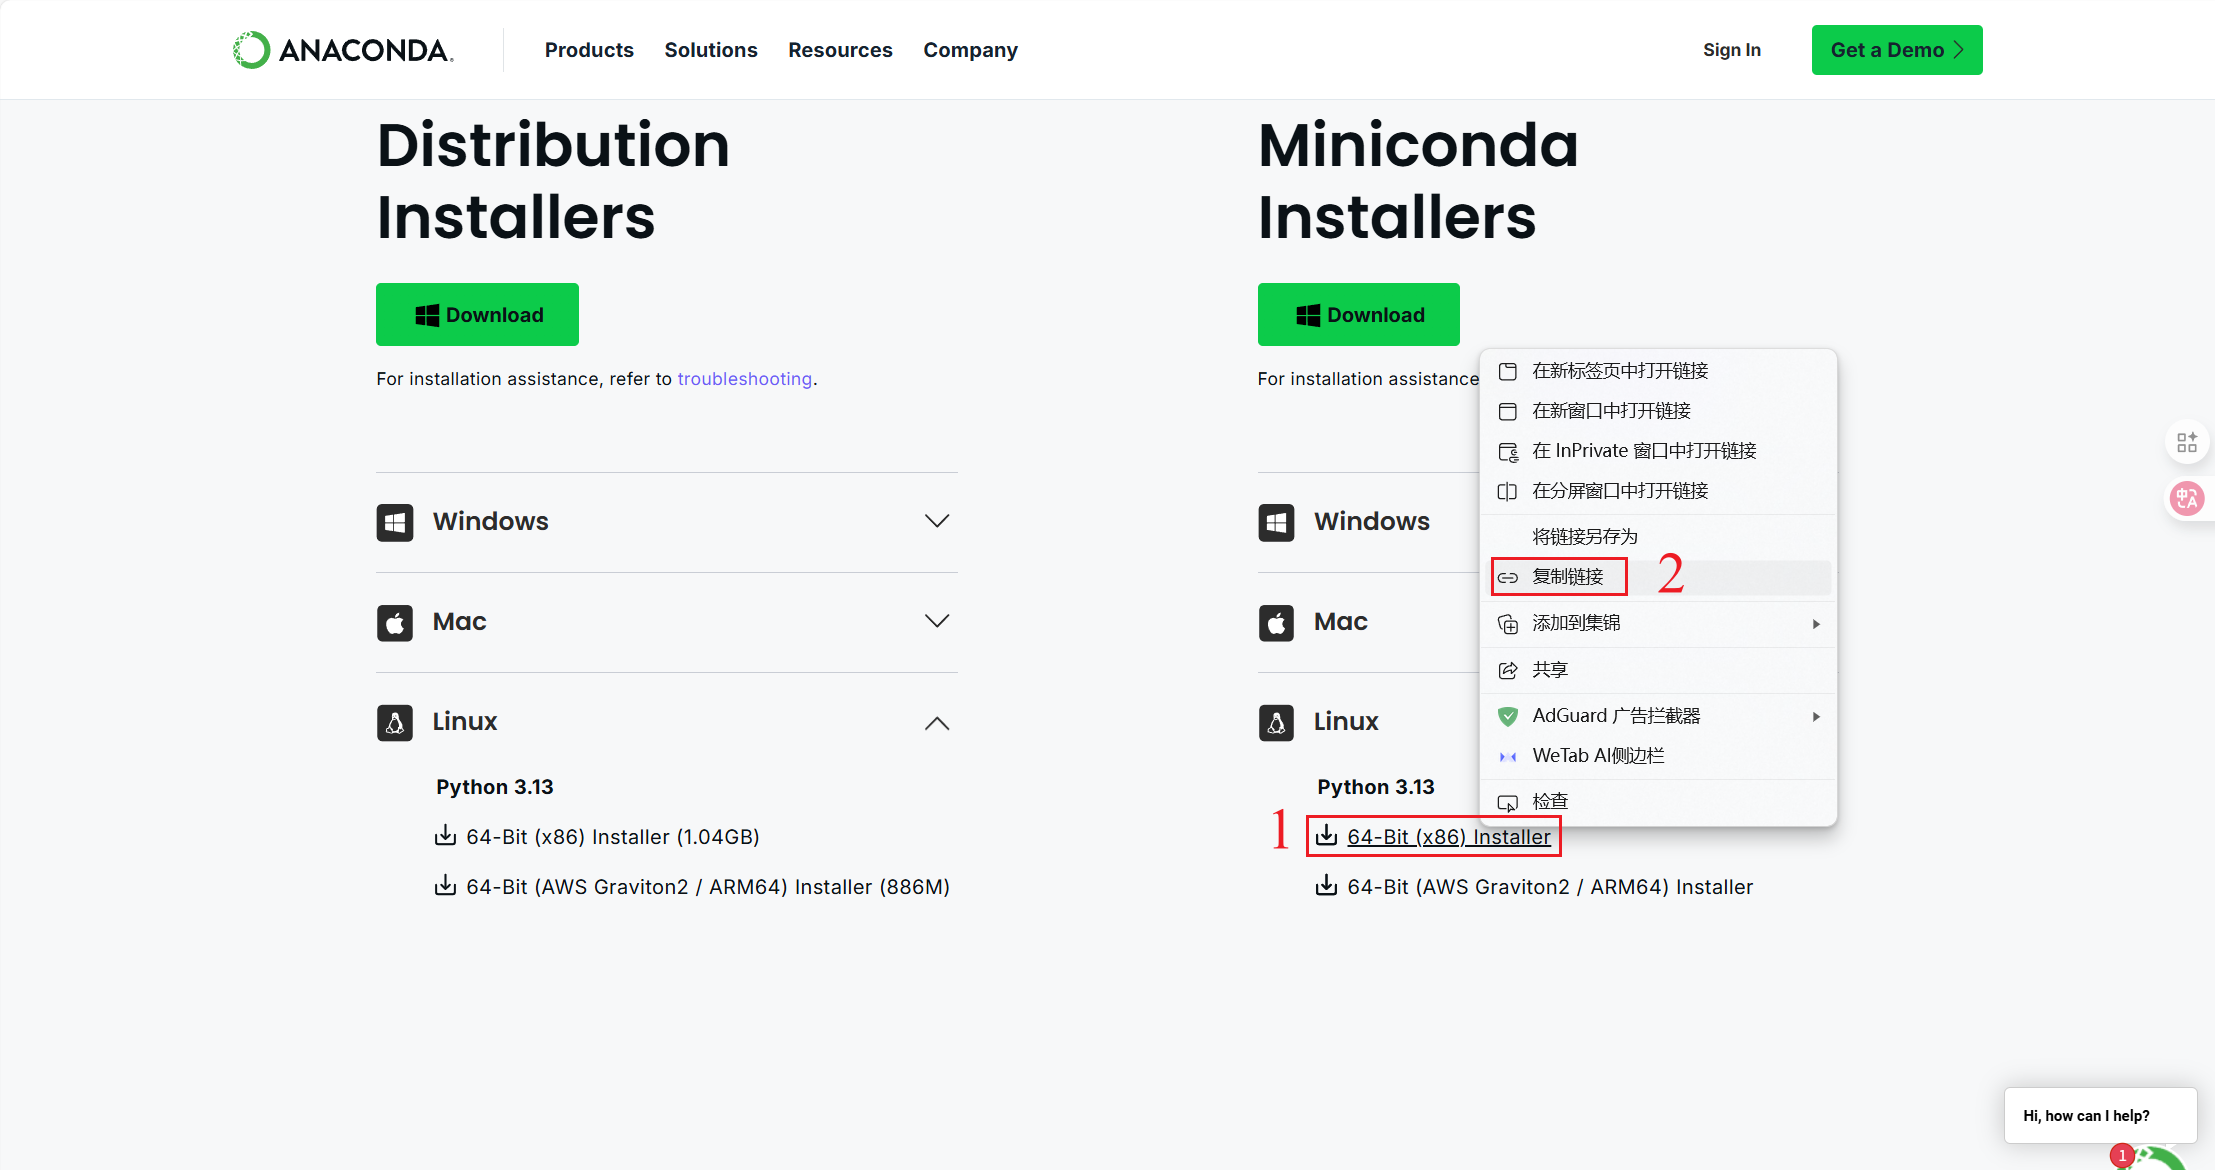 ANACONDA.
Products Solutions Resources Company
Sign In
Get a Demo
Distribution
Installers
Download
For installation assistance, refer to troubleshooting.
Windows
Mac
Linux
Python 3.13
64-Bit (x86) Installer (1.04GB)
64-Bit (AWS Graviton2 / ARM64) Installer (886M)
Miniconda
Installers
Download
For installation assistance
Windows
Mac
Linux
Python 3.13
1
64-Bit (x86) Installer
64-Bit (AWS Graviton2 / ARM64) Installer
在新标签页中打开链接
在新窗口中打开链接
在 InPrivate 窗口中打开链接
在分屏窗口中打开链接
将链接另存为
复制链接
2
添加到集锦
共享
AdGuard 广告拦截器
WeTab AI侧边栏
检查
中A
Hi, how can I help?
1